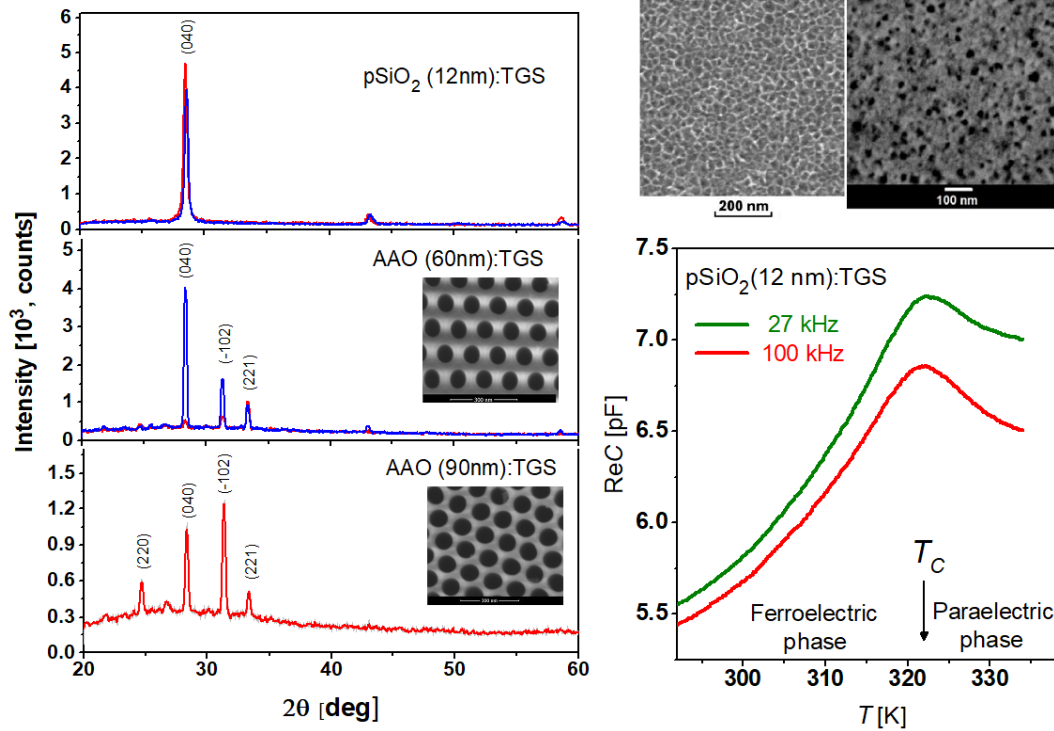 6
5
4
3
2
1
0
(040)
pSiO2 (12nm):TGS
5
4
3
2
1
0
(040)
(-102)
(221)
AAO (60nm):TGS
300 nm
1.5
1.2
0.9
0.6
0.3
0.0
(220)
(040)
(-102)
(221)
AAO (90nm):TGS
20 30 40 50 60
2θ [deg]
Intensity [10³, counts]
200 nm
100 nm
7.5
7.0
6.5
6.0
5.5
ReC [pF]
pSiO2(12 nm):TGS
27 kHz
100 kHz
TC
Ferroelectric
phase
Paraelectric
phase
300 310 320 330
T [K]